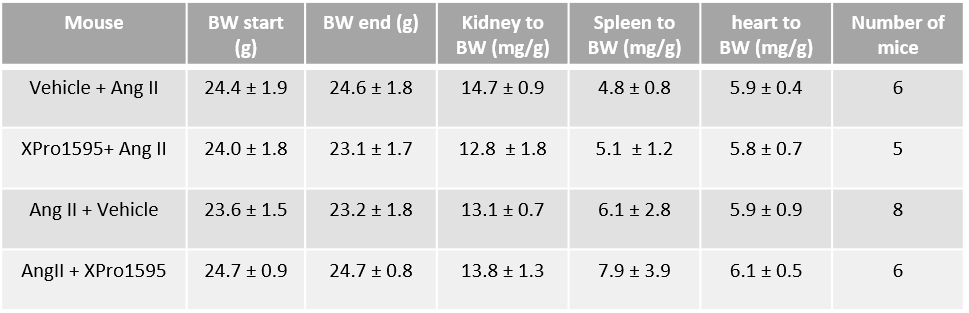 Mouse BW start (g) BW end (g) Kidney to BW (mg/g) Spleen to BW (mg/g) heart to BW (mg/g) Number of mice
Vehicle + Ang II 24.4 ± 1.9 24.6 ± 1.8 14.7 ± 0.9 4.8 ± 0.8 5.9 ± 0.4 6
XPro1595+ Ang II 24.0 ± 1.8 23.1 ± 1.7 12.8 ± 1.8 5.1 ± 1.2 5.8 ± 0.7 5
Ang II + Vehicle 23.6 ± 1.5 23.2 ± 1.8 13.1 ± 0.7 6.1 ± 2.8 5.9 ± 0.9 8
AngII + XPro1595 24.7 ± 0.9 24.7 ± 0.8 13.8 ± 1.3 7.9 ± 3.9 6.1 ± 0.5 6